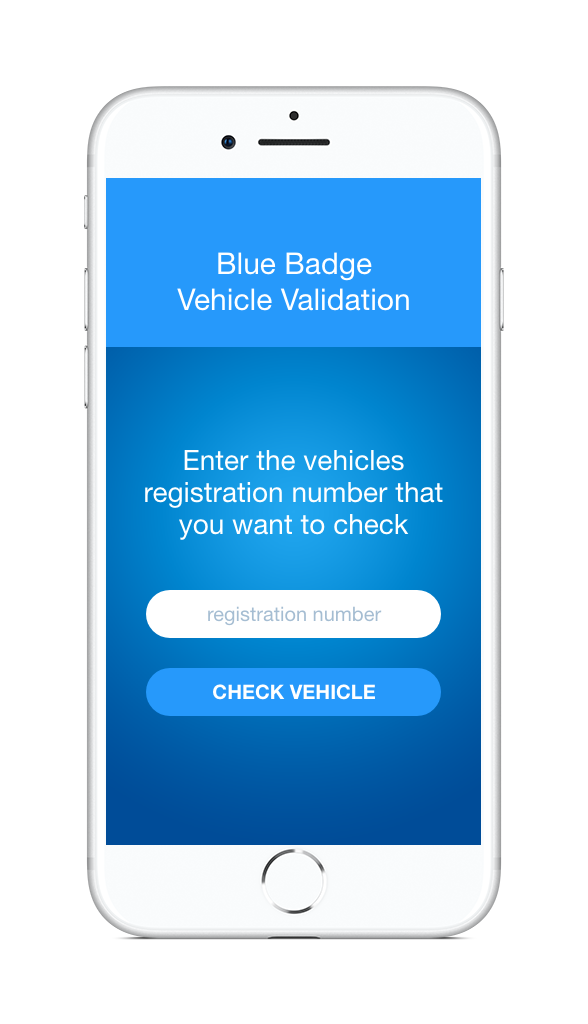 Blue Badge
Vehicle Validation
Enter the vehicles
registration number that
you want to check
registration number
CHECK VEHICLE